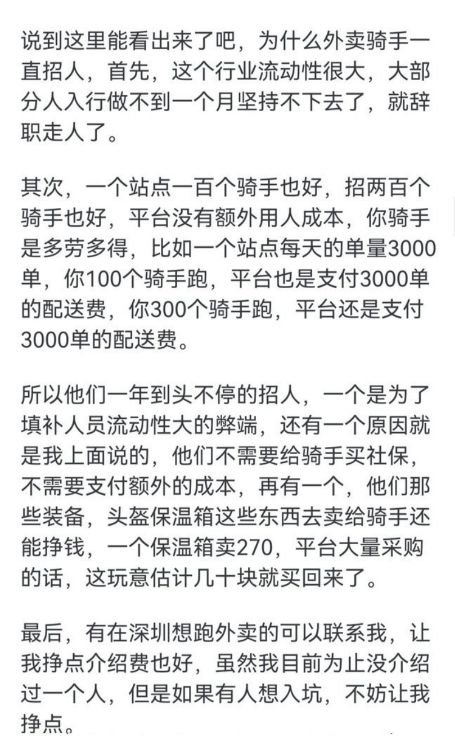 说到这里能看出来了吧，为什么外卖骑手一
直招人，首先，这个行业流动性很大，大部
分人入行做不到一个月坚持不下去了，就辞
职走人了。
其次，一个站点一百个骑手也好，招两百个
骑手也好，平台没有额外用人成本，你骑手
是多劳多得，比如一个站点每天的单量3000
单，你100个骑手跑，平台也是支付3000单
的配送费，你300个骑手跑，平台还是支付
3000单的配送费。
所以他们一年到头不停的招人，一个是为了
填补人员流动性大的弊端，还有一个原因就
是我上面说的，他们不需要给骑手买社保，
不需要支付额外的成本，再有一个，他们那
些装备，头盔保温箱这些东西去卖给骑手还
能挣钱，一个保温箱卖270，平台大量采购
的话，这玩意估计几十块就买回来了。
最后，有在深圳想跑外卖的可以联系我，让
我挣点介绍费也好，虽然我目前为止没介绍
过一个人，但是如果有人想入坑，不妨让我
挣点。